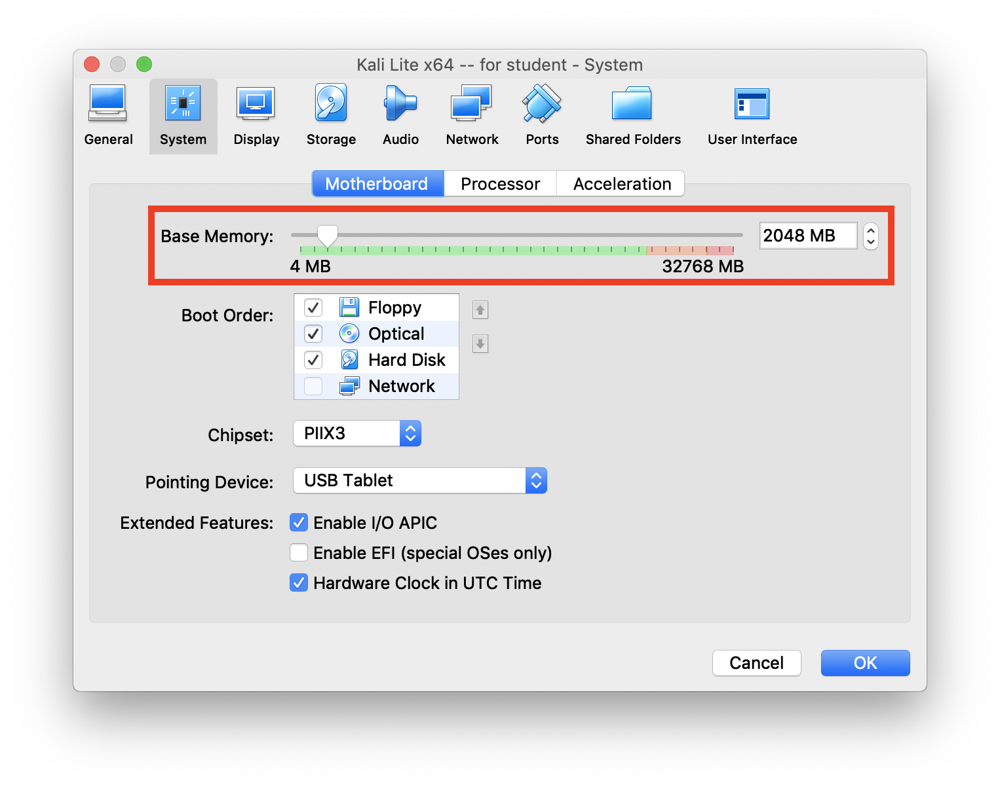 Kali Lite x64 -- for student - System
General System Display Storage Audio Network Ports Shared Folders User Interface
Motherboard Processor Acceleration
Base Memory: 2048 MB
4 MB 32768 MB
Boot Order:
Floppy
Optical
Hard Disk
Network
Chipset: PIIX3
Pointing Device: USB Tablet
Extended Features: Enable I/O APIC
Enable EFI (special OSes only)
Hardware Clock in UTC Time
Cancel OK